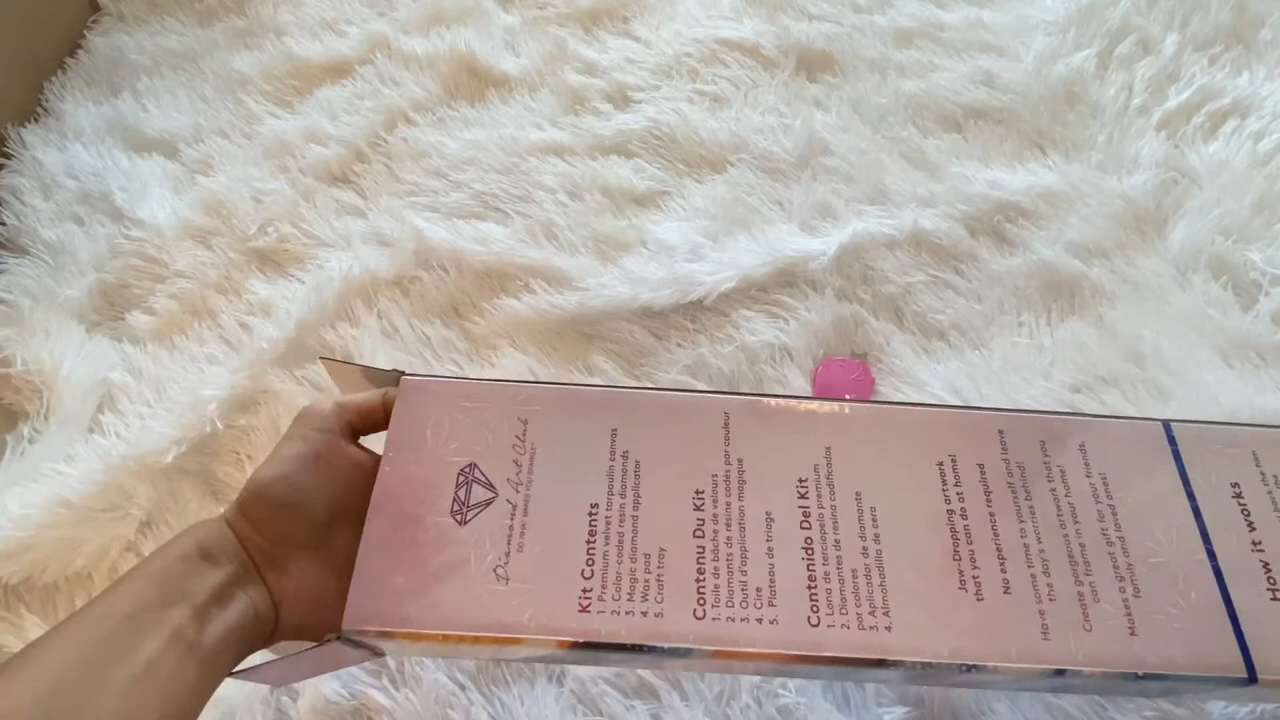 Diamond Art Club
DO WHAT MAKES YOU SPARKLE
Kit Contents
1. Premium velvet tarpaulin canvas
2. Color-coded resin diamonds
3. Magic diamond applicator
4. Wax pad
5. Craft tray
Contenu Du Kit
1. Toile de bâche de velours
2. Diamants de résine codés par couleur
3. Outil d'application magique
4. Cire
5. Plateau de triage
Contenido Del Kit
1. Lona de terciopelo premium
2. Diamantes de resina codificados
por colores
3. Aplicador de diamante
4. Almohadilla de cera
Jaw-Dropping artwork
that you can do at home!
No experience required
Have some time to yourself and leave
the day's worries behind!
Create gorgeous artwork that you
can frame in your home!
Makes a great gift for your friends,
family and loved ones!
How it works